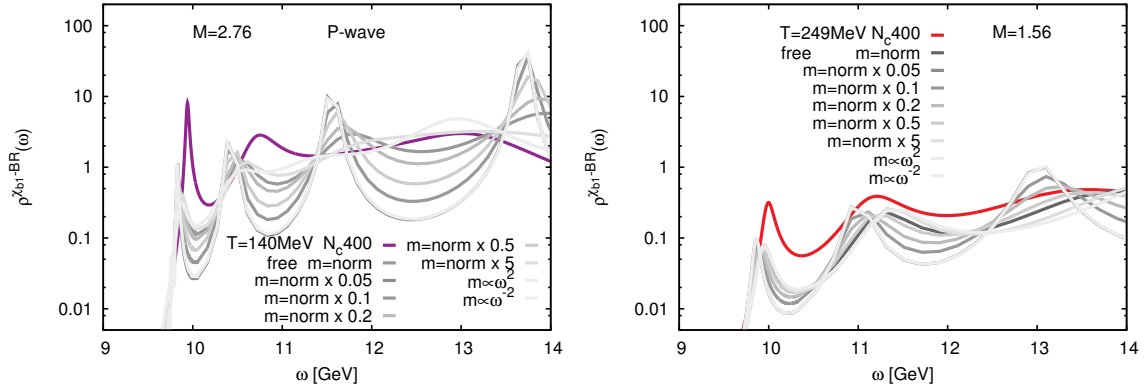 M=2.76 P-wave
ρ^χ_b1-BR(ω)
100
10
1
0.1
0.01
T=140MeV N_c400
free m=norm
m=norm x 0.05
m=norm x 0.1
m=norm x 0.2
m=norm x 0.5
m=norm x 5
m∝ω^2
m∝ω^-2
9 10 11 12 13 14
ω [GeV]
T=249MeV N_c400
M=1.56
free m=norm
m=norm x 0.05
m=norm x 0.1
m=norm x 0.2
m=norm x 0.5
m=norm x 5
m∝ω^2
m∝ω^-2
ρ^χ_b1-BR(ω)
100
10
1
0.1
0.01
9 10 11 12 13 14
ω [GeV]